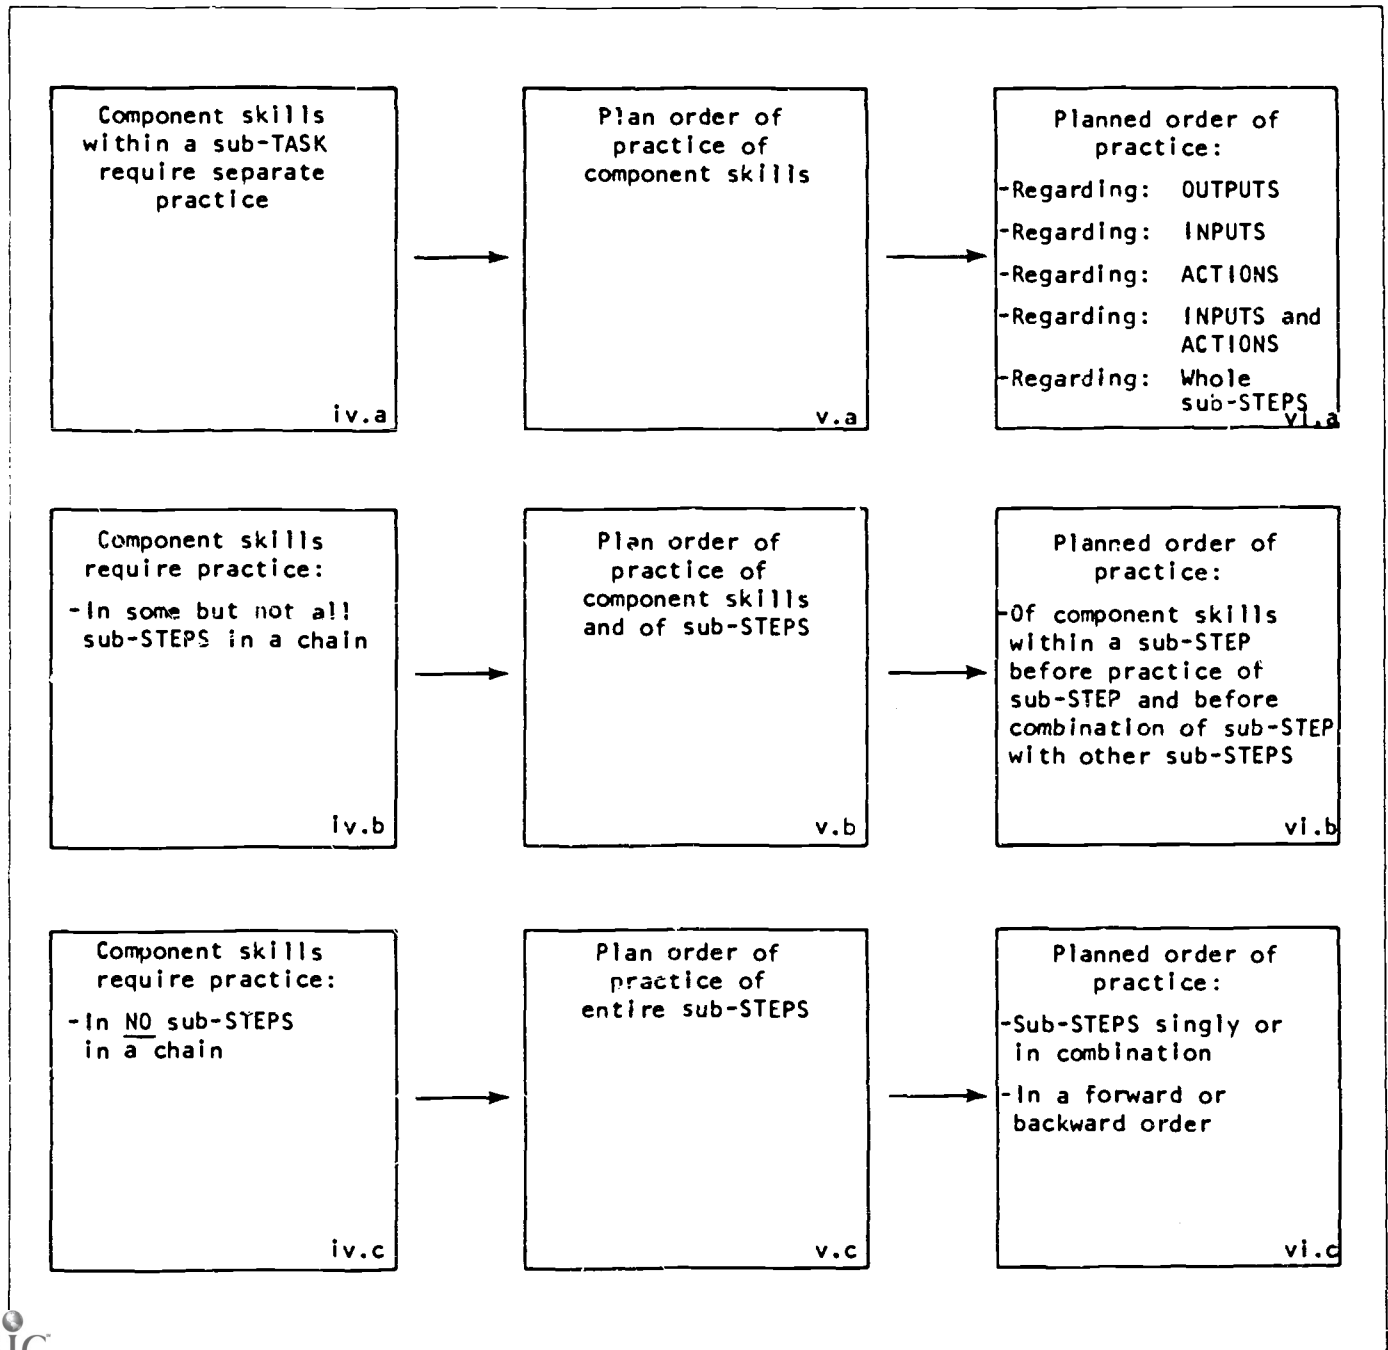 Component skills
within a sub-TASK
require separate
practice
iv.a
Plan order of
practice of
component skills
v.a
Planned order of
practice:
-Regarding: OUTPUTS
-Regarding: INPUTS
-Regarding: ACTIONS
-Regarding: INPUTS and
ACTIONS
-Regarding: Whole
sub-STEPS
vi.a
Component skills
require practice:
-In some but not all
sub-STEPS in a chain
iv.b
Plan order of
practice of
component skills
and of sub-STEPS
v.b
Planned order of
practice:
-Of component skills
within a sub-STEP
before practice of
sub-STEP and before
combination of sub-STEP
with other sub-STEPS
vi.b
Component skills
require practice:
-In NO sub-STEPS
in a chain
iv.c
Plan order of
practice of
entire sub-STEPS
v.c
Planned order of
practice:
-Sub-STEPS singly or
in combination
-In a forward or
backward order
vi.c